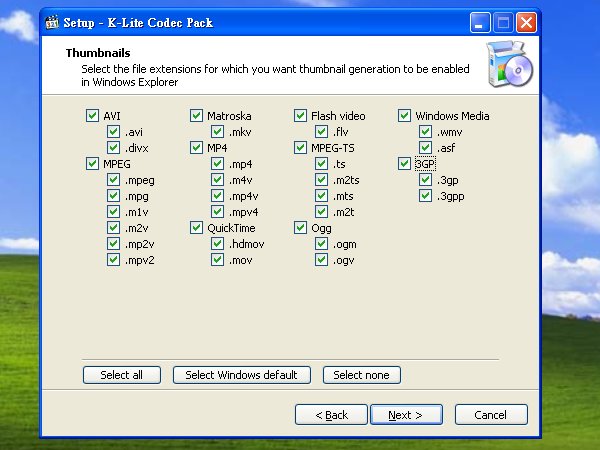 Setup - K-Lite Codec Pack
Thumbnails
Select the file extensions for which you want thumbnail generation to be enabled
in Windows Explorer
AVI
.avi
.divx
MPEG
.mpeg
.mpg
.m1v
.m2v
.mp2v
.mpv2
Matroska
.mkv
MP4
.mp4
.m4v
.mp4v
.mpv4
QuickTime
.hdmov
.mov
Flash video
.flv
MPEG-TS
.ts
.m2ts
.mts
.m2t
Ogg
.ogm
.ogv
Windows Media
.wmv
.asf
3GP
.3gp
.3gpp
Select all
Select Windows default
Select none
< Back
Next >
Cancel